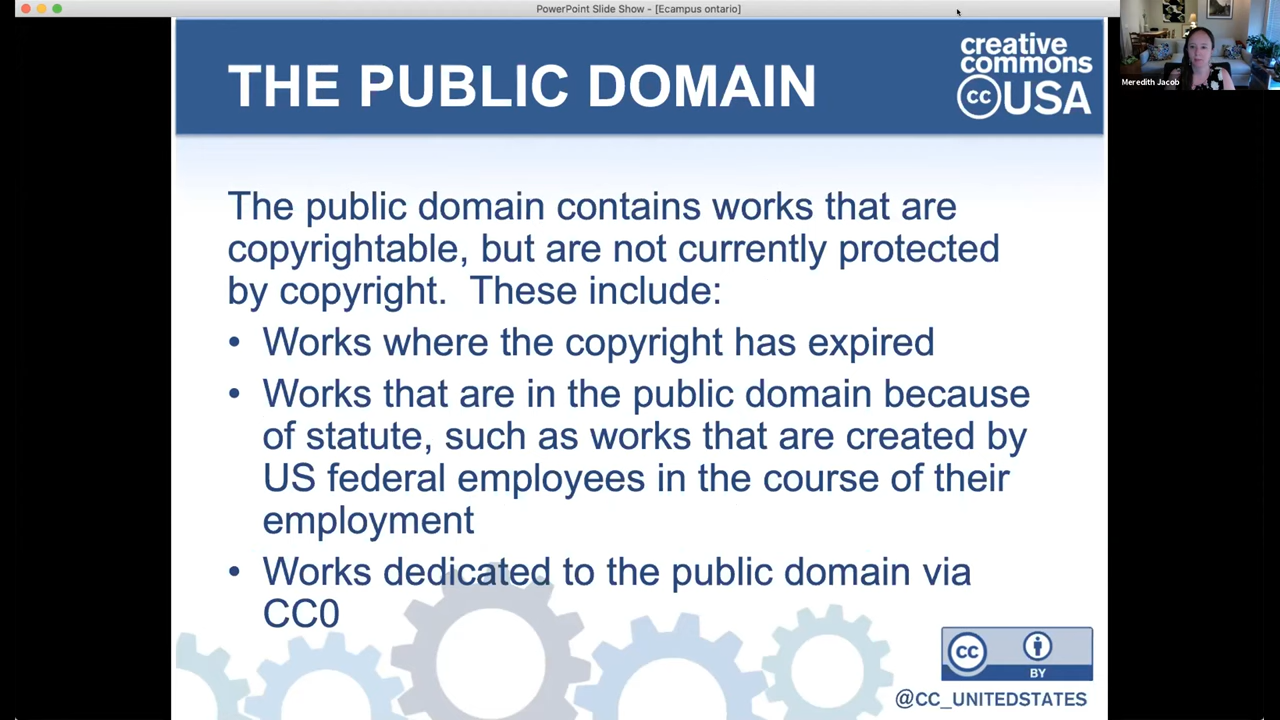 PowerPoint Slide Show - [Ecampus ontario]
THE PUBLIC DOMAIN
creative
commons
cc USA
Meredith Jacob
The public domain contains works that are
copyrightable, but are not currently protected
by copyright. These include:
• Works where the copyright has expired
• Works that are in the public domain because
of statute, such as works that are created by
US federal employees in the course of their
employment
• Works dedicated to the public domain via
CC0
cc
BY
@CC_UNITEDSTATES